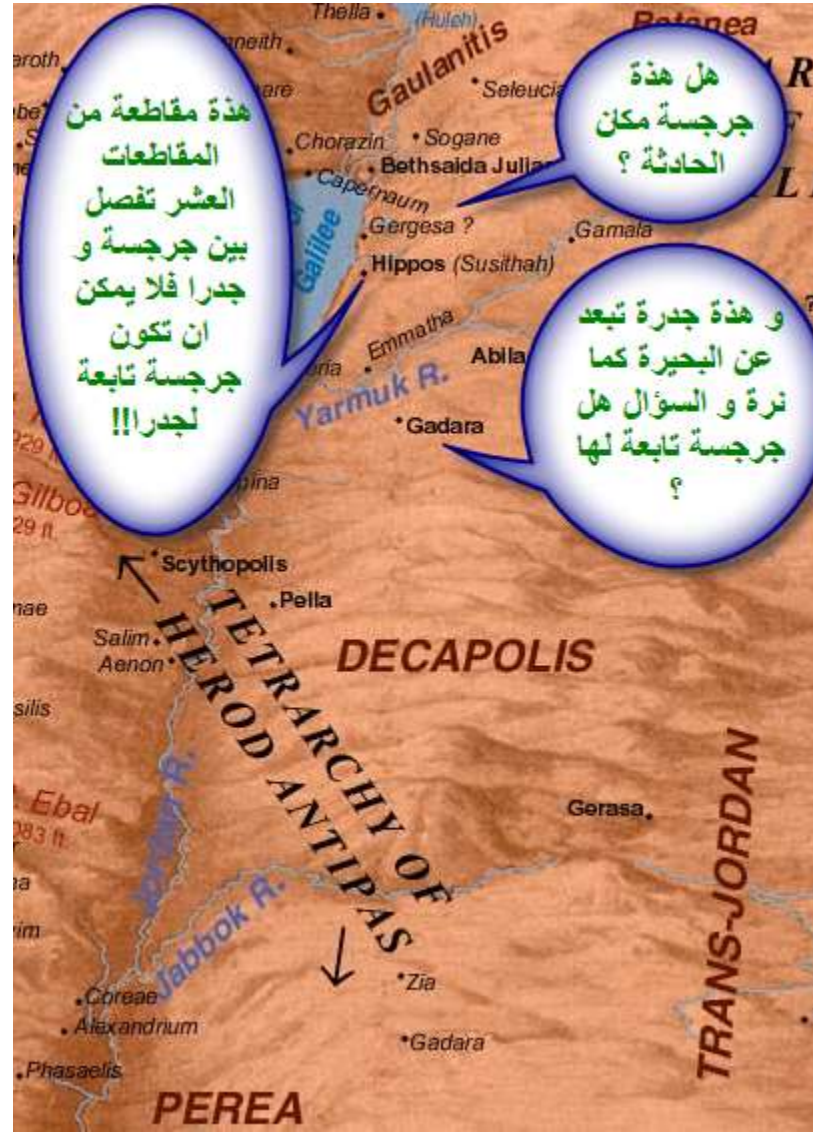 Thella
(Huleh)
Batanea
Gaulanitis
Seleucia
هل هذة
جرجسة مكان
الحادثة ؟
هذة مقاطعة من
المقاطعات
العشر تفصل
بين جرجسة و
جدرا فلا يمكن
ان تكون
جرجسة تابعة
لجدرا!!
Chorazin
Sogane
Bethsaida Julia
Capernaum
Gergesa ?
Gamala
Galilee
Hippos (Susithah)
و هذة جدرة تبعد
عن البحيرة كما
نرة و السؤال هل
جرجسة تابعة لها
؟
Emmatha
Abila
Yarmuk R.
Gadara
Scythopolis
Pella
Salim
Aenon
DECAPOLIS
TETRARCHY OF
HEROD ANTIPAS
Ebal
Jordan R.
Gerasa
TRANS-JORDAN
Jabbok R.
Zia
Coreae
Alexandrium
Gadara
Phasaelis
PEREA